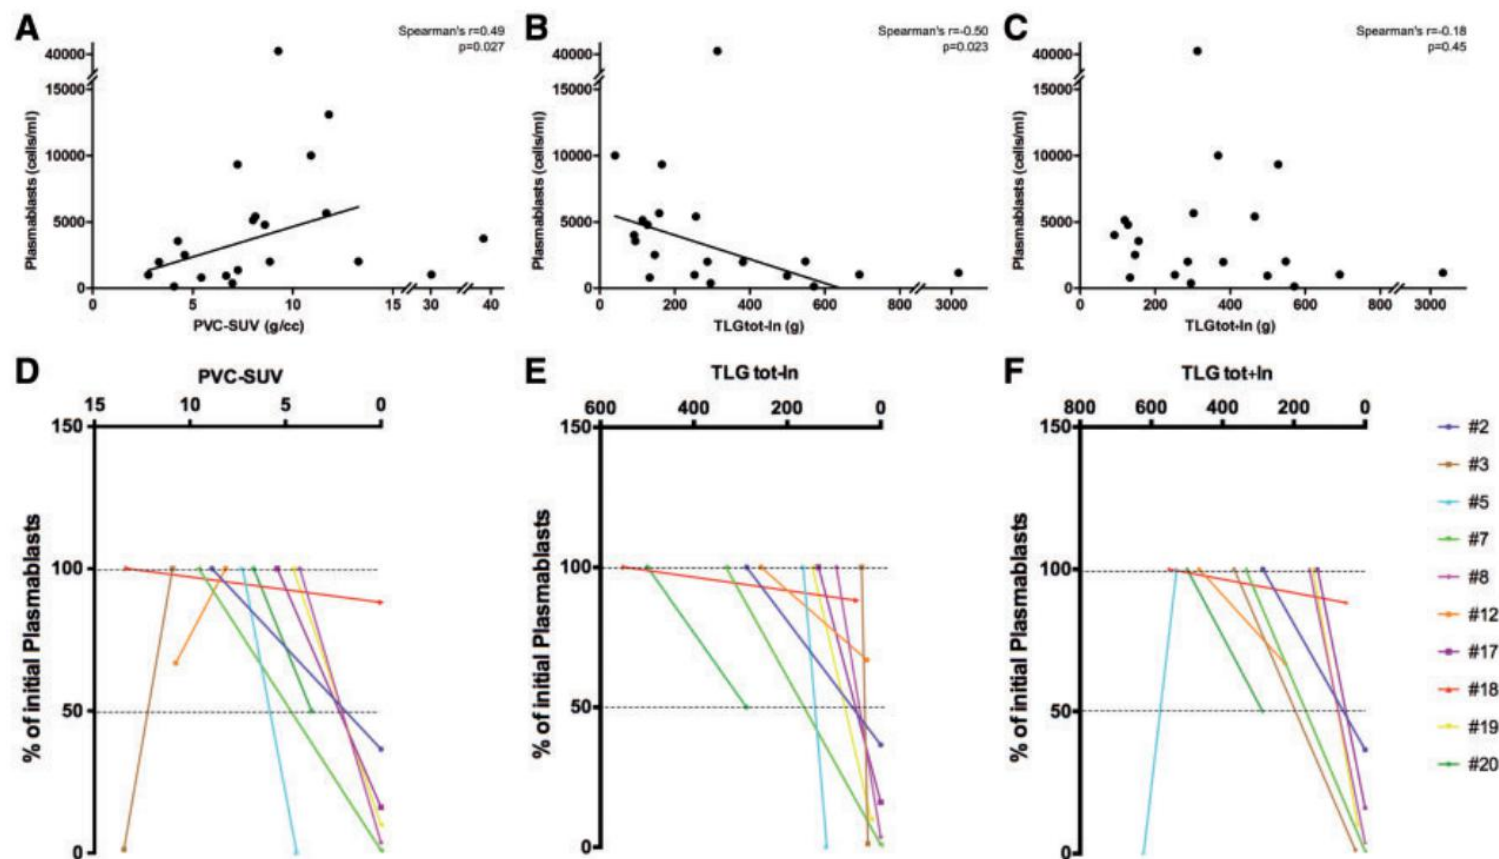 A
Spearman's r=0.49
p=0.027
40000
15000
10000
5000
0
Plasmablasts (cells/ml)
0 5 10 15 30 40
PVC-SUV (g/cc)
B
Spearman's r=-0.50
p=0.023
40000
15000
10000
5000
0
Plasmablasts (cells/ml)
0 200 400 600 800 3000
TLGtot-ln (g)
C
Spearman's r=-0.18
p=0.45
40000
15000
10000
5000
0
Plasmablasts (cells/ml)
0 200 400 600 800 3000
TLGtot+ln (g)
D
PVC-SUV
15 10 5 0
150
100
50
0
% of initial Plasmablasts
E
TLG tot-ln
600 400 200 0
150
100
50
0
% of initial Plasmablasts
F
TLG tot+ln
800 600 400 200 0
150
100
50
0
% of initial Plasmablasts
#2
#3
#5
#7
#8
#12
#17
#18
#19
#20